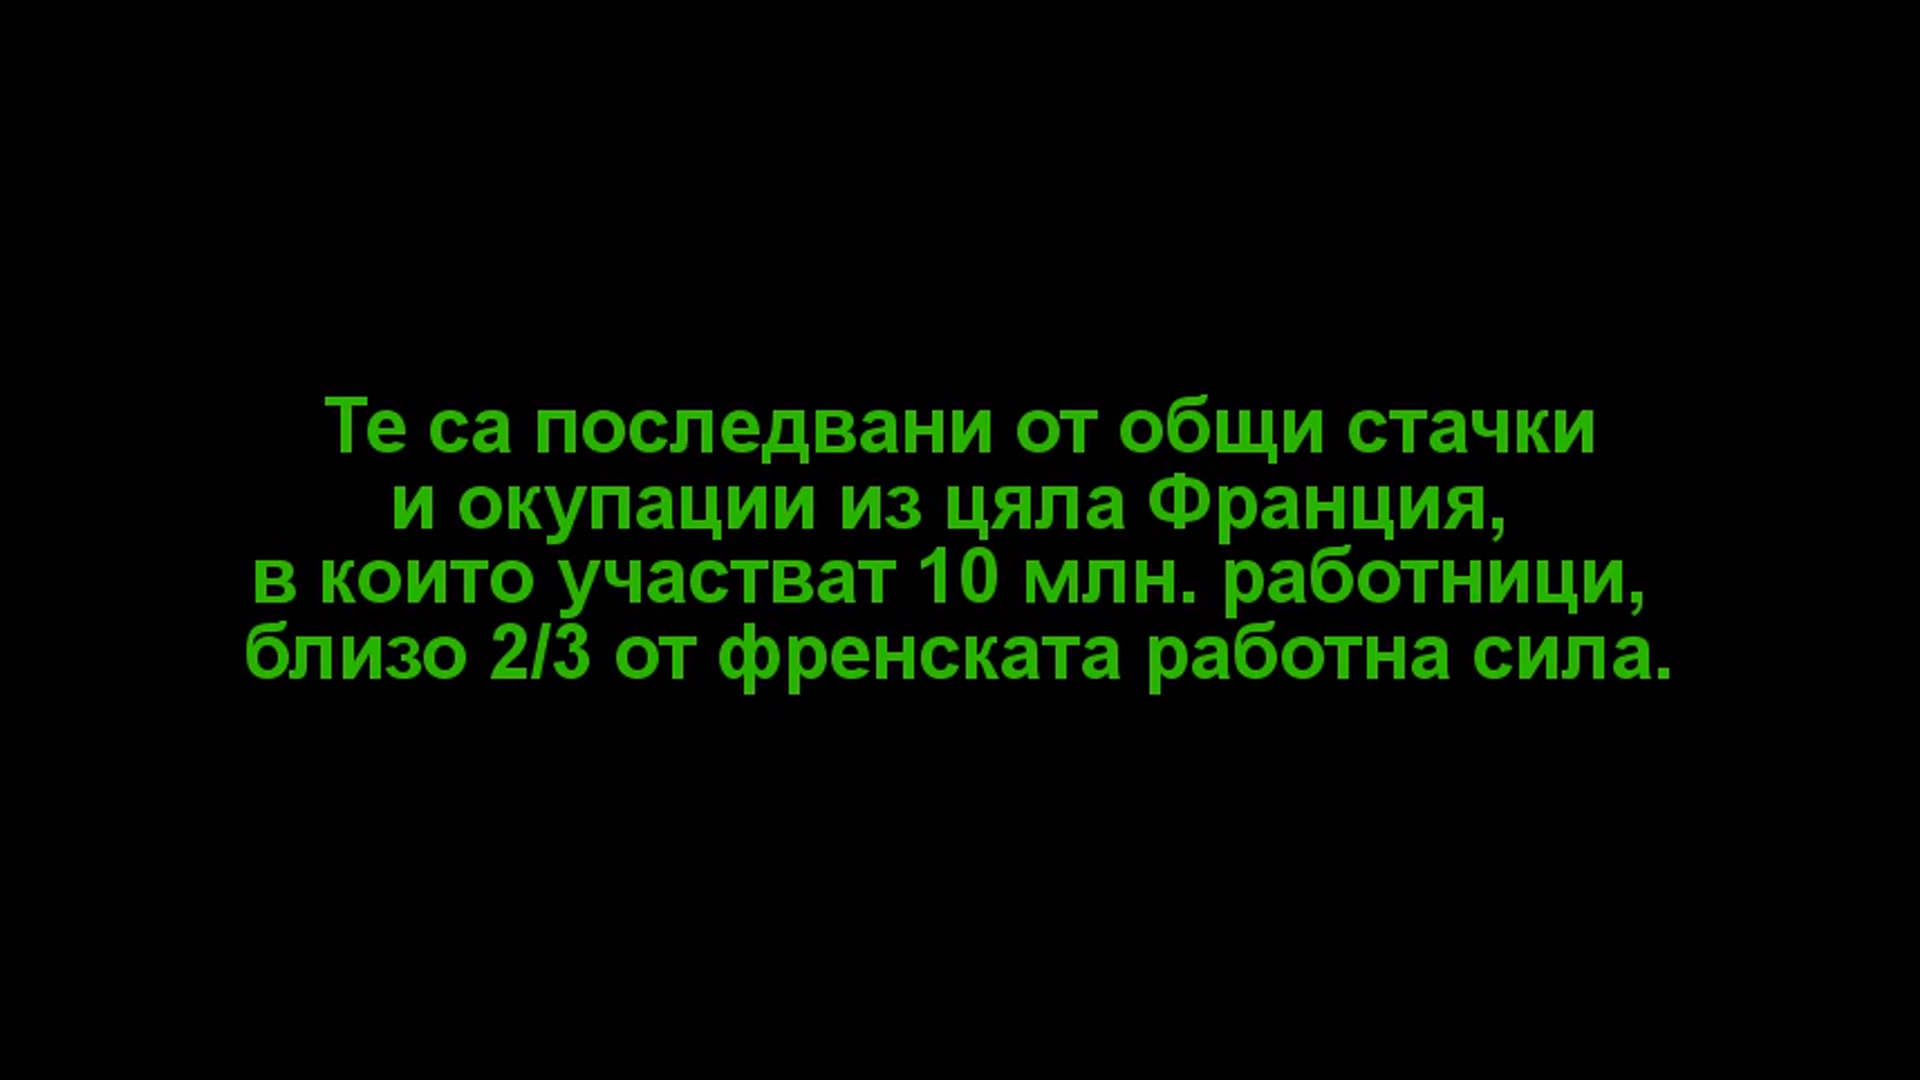 Те са последвани от общи стачки
и окупации из цяла Франция,
в които участват 10 млн. работници,
близо 2/3 от френската работна сила.